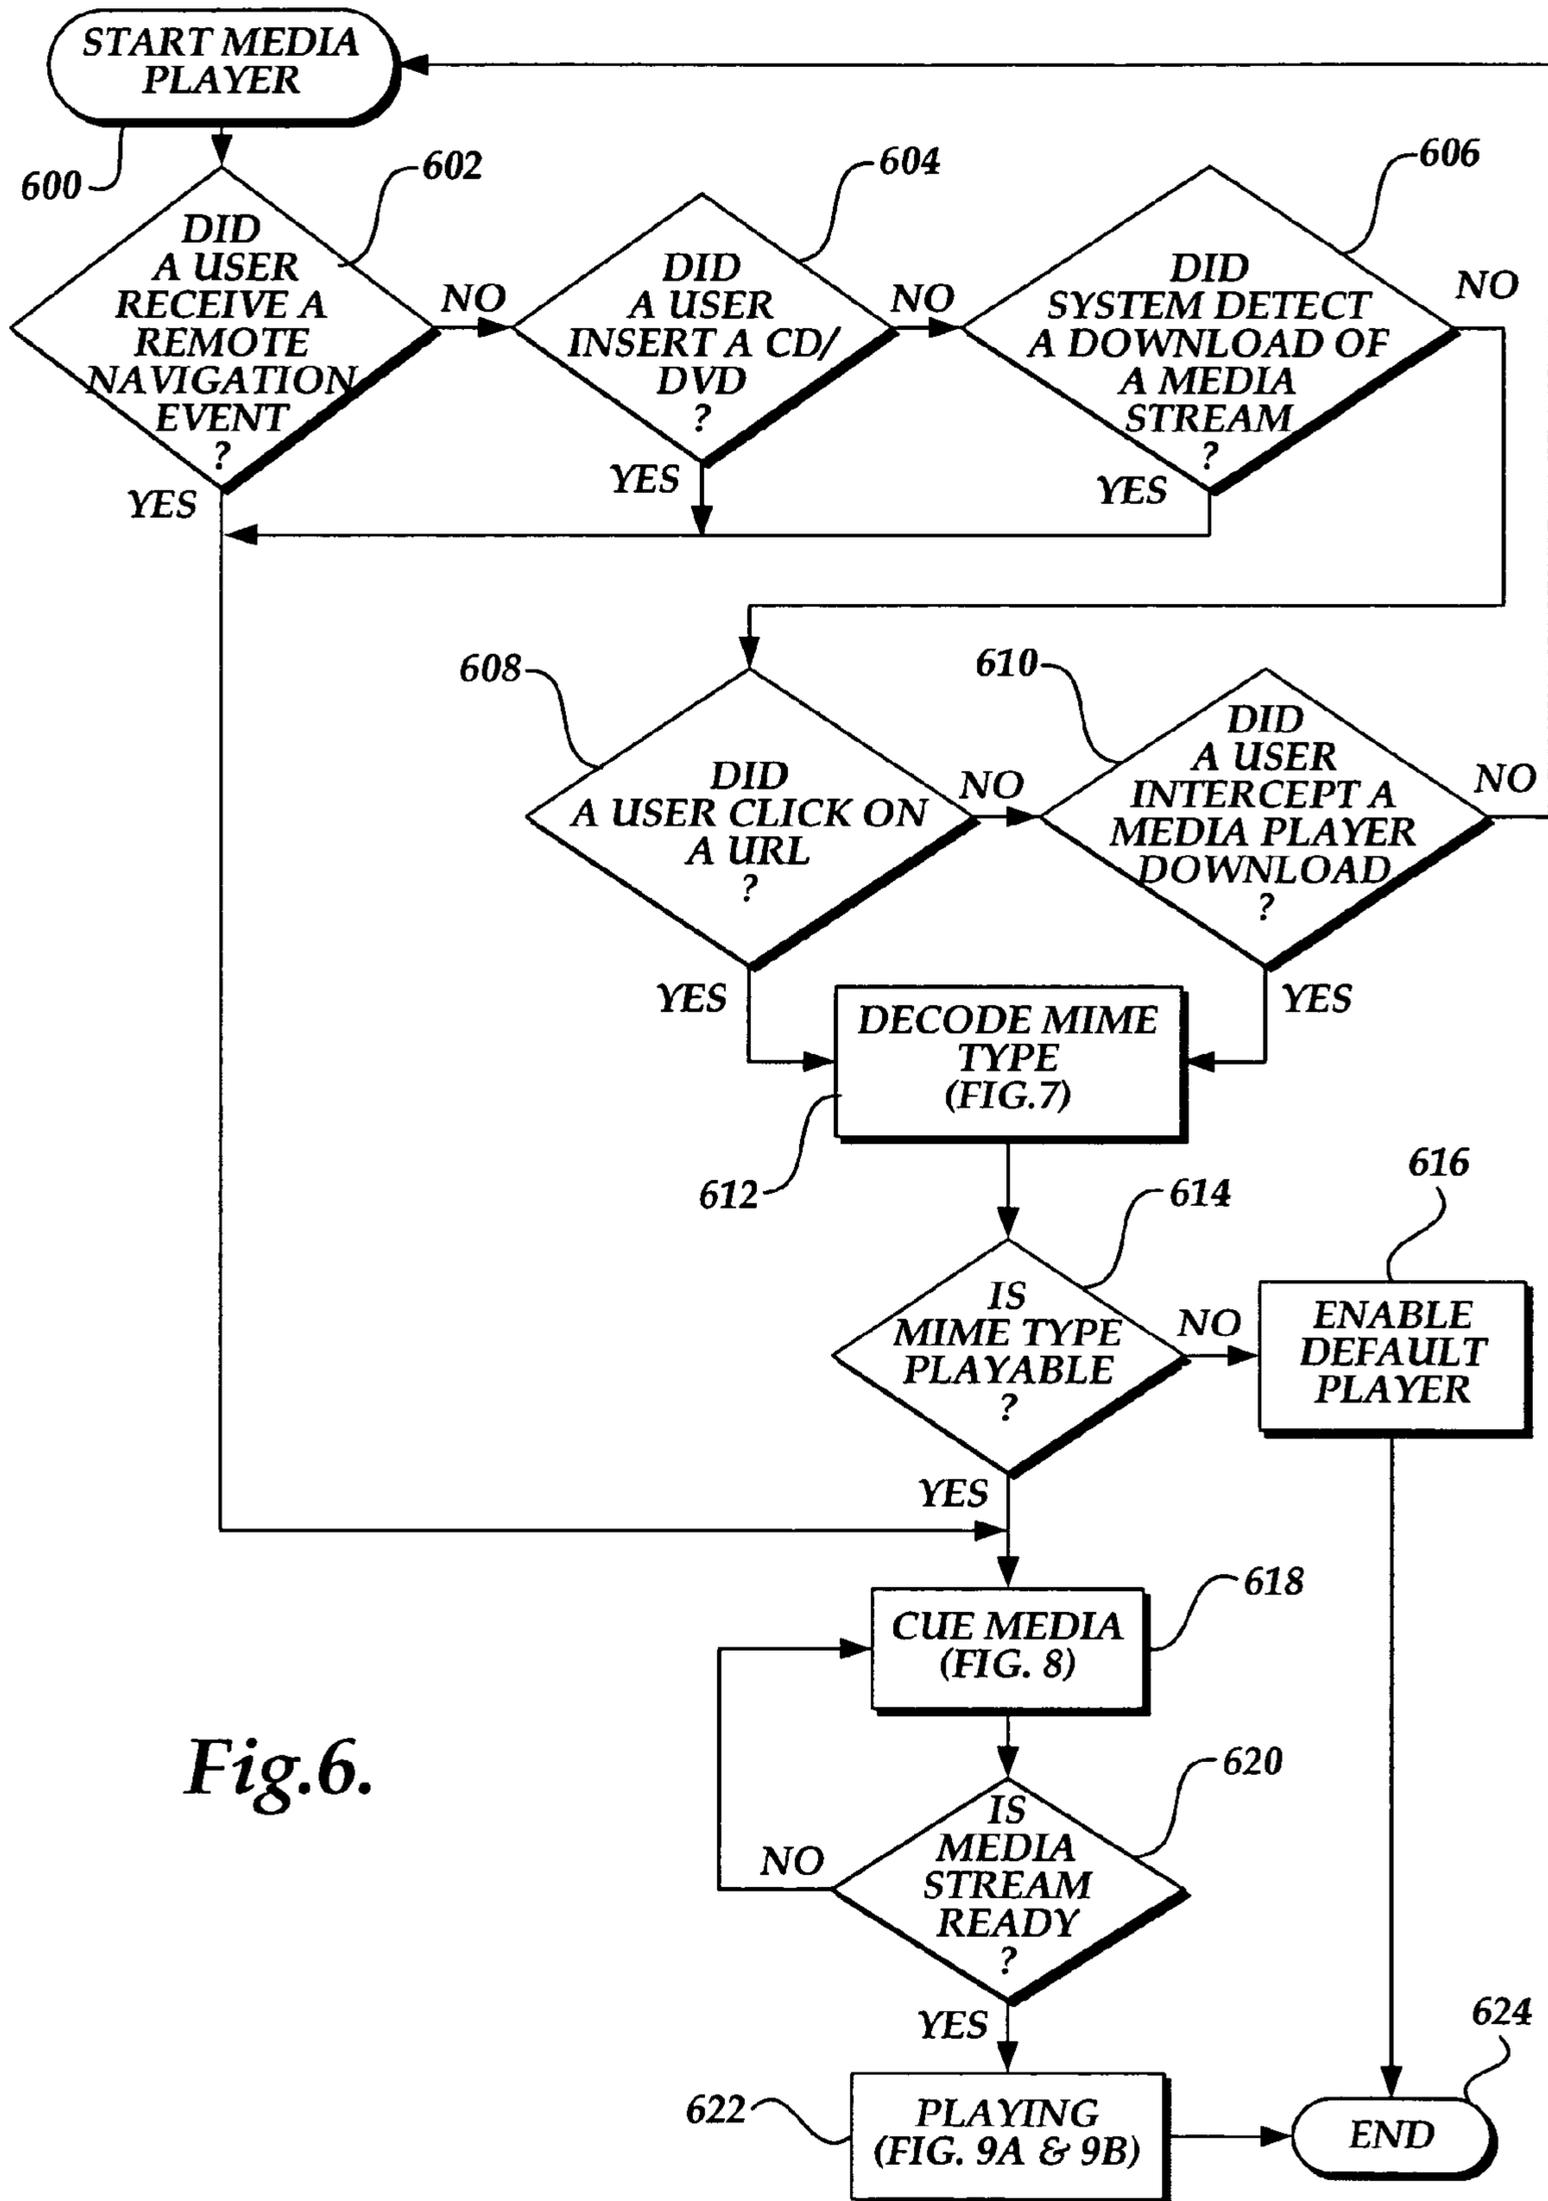 START MEDIA
PLAYER
600
602
604
606
DID
A USER
RECEIVE A
REMOTE
NAVIGATION
EVENT
?
NO
DID
A USER
INSERT A CD/
DVD
?
NO
DID
SYSTEM DETECT
A DOWNLOAD OF
A MEDIA
STREAM
?
NO
YES
YES
YES
608
610
DID
A USER CLICK ON
A URL
?
NO
DID
A USER
INTERCEPT A
MEDIA PLAYER
DOWNLOAD
?
NO
YES
YES
DECODE MIME
TYPE
(FIG.7)
612
614
616
IS
MIME TYPE
PLAYABLE
?
NO
ENABLE
DEFAULT
PLAYER
YES
CUE MEDIA
(FIG. 8)
618
620
IS
MEDIA
STREAM
READY
?
NO
YES
Fig.6.
622
PLAYING
(FIG. 9A & 9B)
624
END